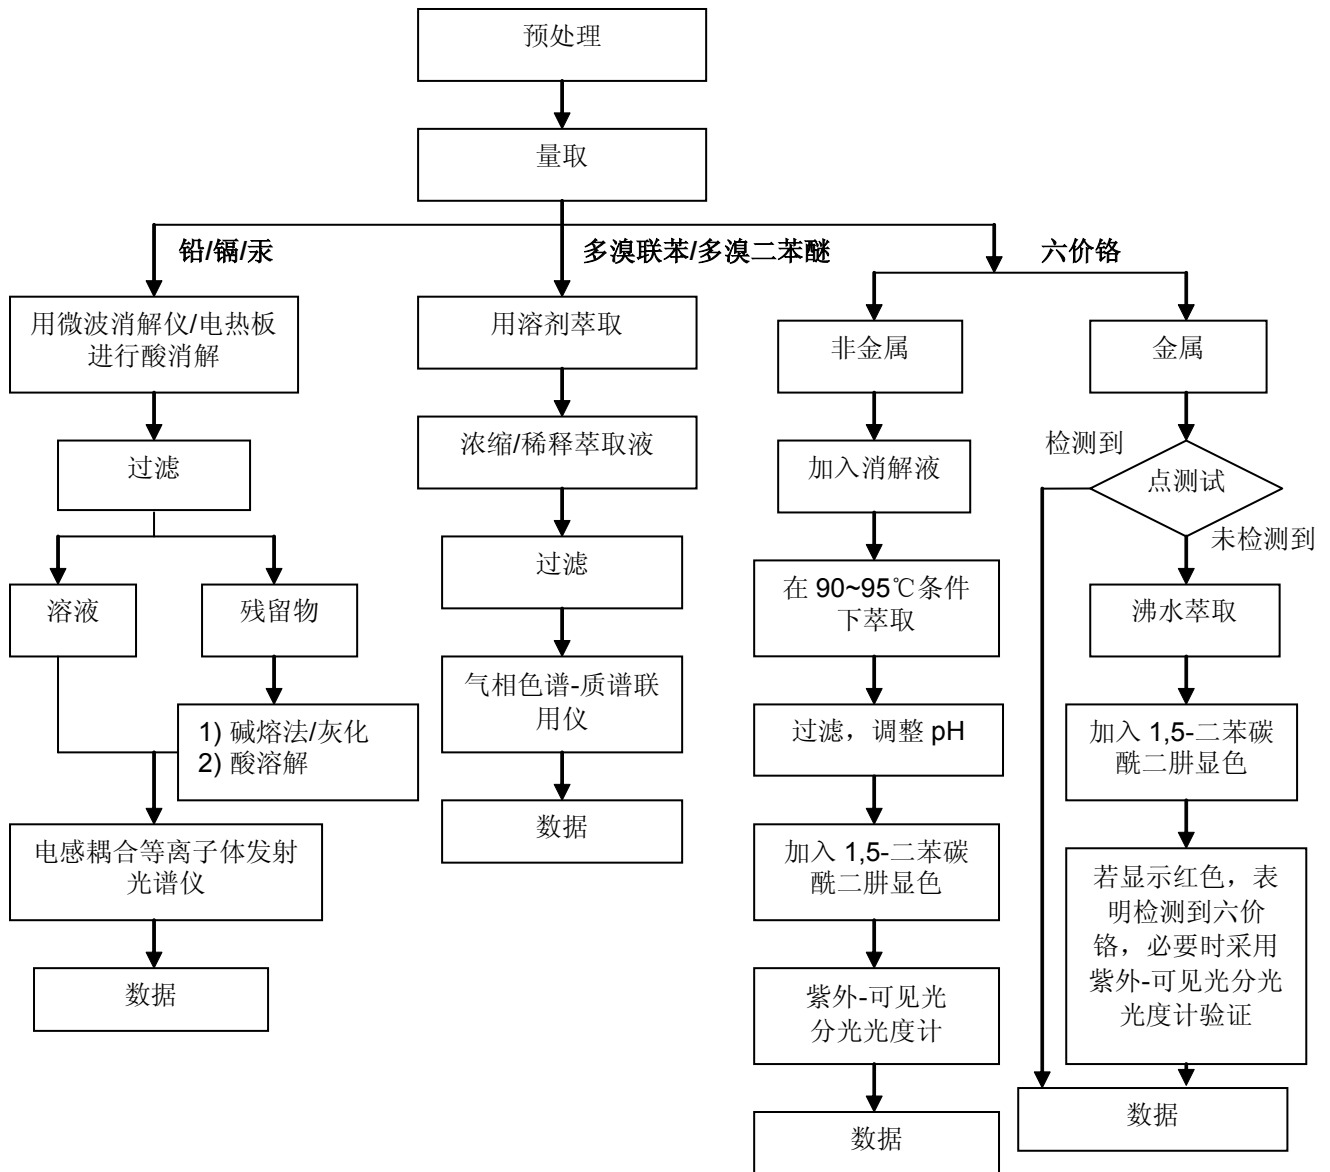 预处理
量取
铅/镉/汞
多溴联苯/多溴二苯醚
六价铬
用微波消解仪/电热板
进行酸消解
过滤
溶液
残留物
1) 碱熔法/灰化
2) 酸溶解
电感耦合等离子体发射
光谱仪
数据
用溶剂萃取
浓缩/稀释萃取液
过滤
气相色谱-质谱联
用仪
数据
非金属
加入消解液
在 90~95℃条件
下萃取
过滤，调整 pH
加入 1,5-二苯碳
酰二肼显色
紫外-可见光
分光光度计
数据
金属
检测到
点测试
未检测到
沸水萃取
加入 1,5-二苯碳
酰二肼显色
若显示红色，表
明检测到六价
铬，必要时采用
紫外-可见光分光
光度计验证
数据